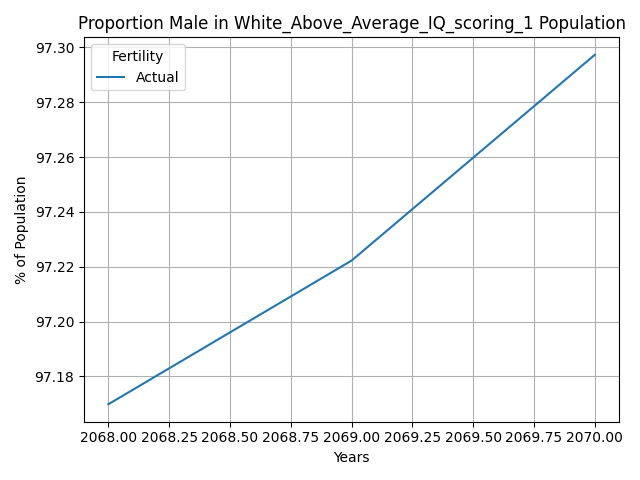 Proportion Male in White_Above_Average_IQ_scoring_1 Population
97.30
97.28
97.26
97.24
97.22
97.20
97.18
% of Population
Fertility
Actual
2068.00 2068.25 2068.50 2068.75 2069.00 2069.25 2069.50 2069.75 2070.00
Years